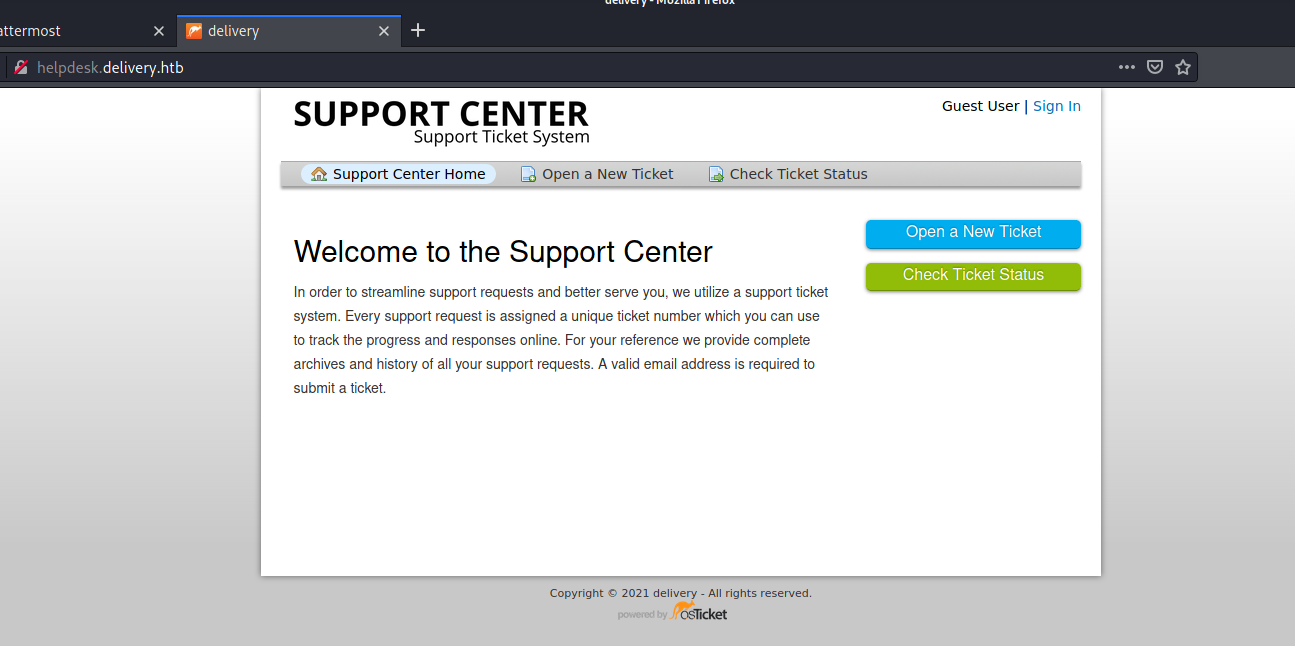 delivery - Mozilla Firefox
attermost
delivery
helpdesk.delivery.htb
SUPPORT CENTER
Support Ticket System
Guest User | Sign In
Support Center Home
Open a New Ticket
Check Ticket Status
Open a New Ticket
Check Ticket Status
Welcome to the Support Center
In order to streamline support requests and better serve you, we utilize a support ticket
system. Every support request is assigned a unique ticket number which you can use
to track the progress and responses online. For your reference we provide complete
archives and history of all your support requests. A valid email address is required to
submit a ticket.
Copyright © 2021 delivery - All rights reserved.
powered by osTicket